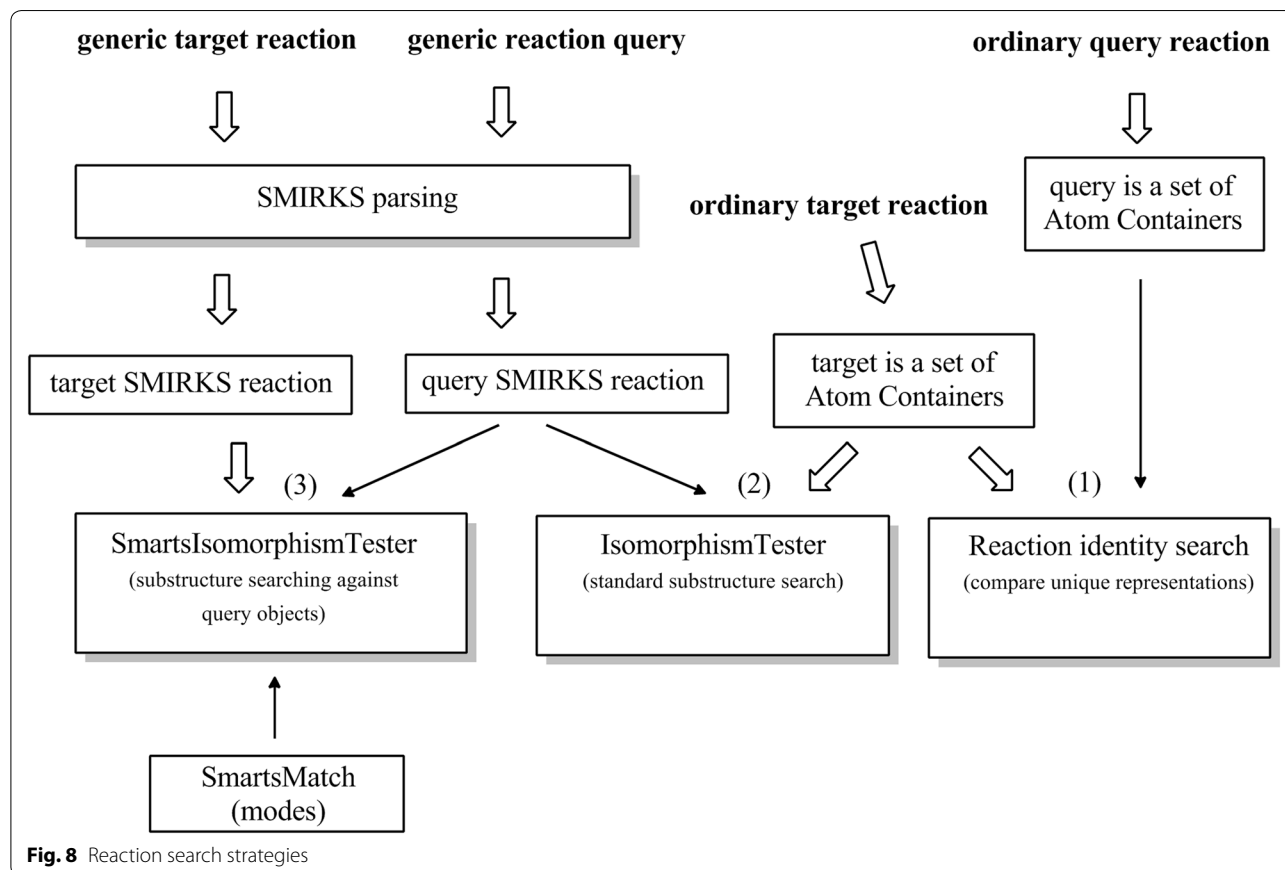 generic target reaction
generic reaction query
ordinary query reaction
SMIRKS parsing
query is a set of
Atom Containers
ordinary target reaction
target SMIRKS reaction
query SMIRKS reaction
target is a set of
Atom Containers
(3)
(2)
(1)
SmartsIsomorphismTester
(substructure searching against
query objects)
IsomorphismTester
(standard substructure search)
Reaction identity search
(compare unique representations)
SmartsMatch
(modes)
Fig. 8 Reaction search strategies